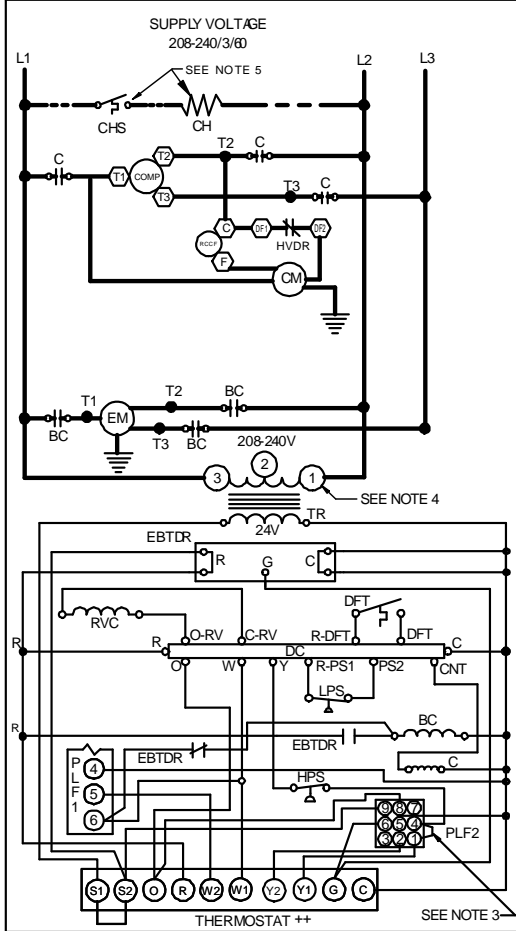 SUPPLY VOLTAGE
208-240/3/60
L1
L2
L3
SEE NOTE 5
CHS
CH
C
T1
COMP
T2
T2
C
T3
T3
C
C
DF1
DF2
HVDR
RCCF
F
CM
T1
T2
BC
EM
BC
T3
BC
208-240V
3
2
1
SEE NOTE 4
TR
24V
EBTDR
R
G
C
RVC
DFT
O-RV
C-RV
R-DFT
DFT
R
R
DC
C
O
W
Y
R-PS1
PS2
CNT
LPS
R
BC
EBTDR
EBTDR
C
P
L
F
1
4
5
6
HPS
9
8
7
6
5
4
3
2
1
PLF2
S1
S2
O
R
W2
W1
Y2
Y1
G
C
THERMOSTAT ++
SEE NOTE 3